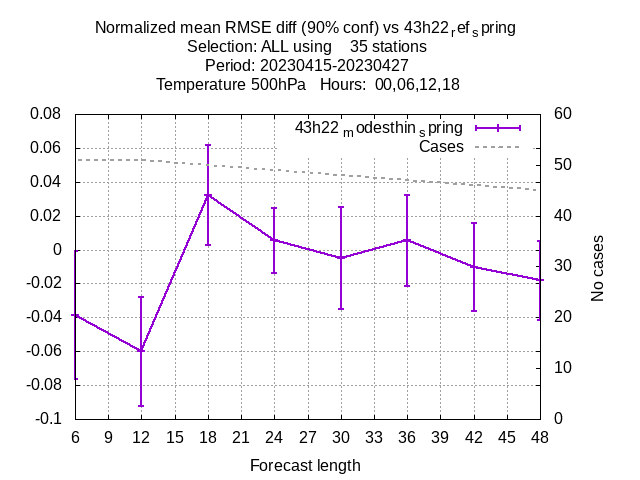 Normalized mean RMSE diff (90% conf) vs 43h22refspring
Selection: ALL using 35 stations
Period: 20230415-20230427
Temperature 500hPa Hours: 00,06,12,18
43h22modesthinspring
Cases
0.08
0.06
0.04
0.02
0
-0.02
-0.04
-0.06
-0.08
-0.1
60
50
40
30
20
10
0
No cases
6 9 12 15 18 21 24 27 30 33 36 39 42 45 48
Forecast length